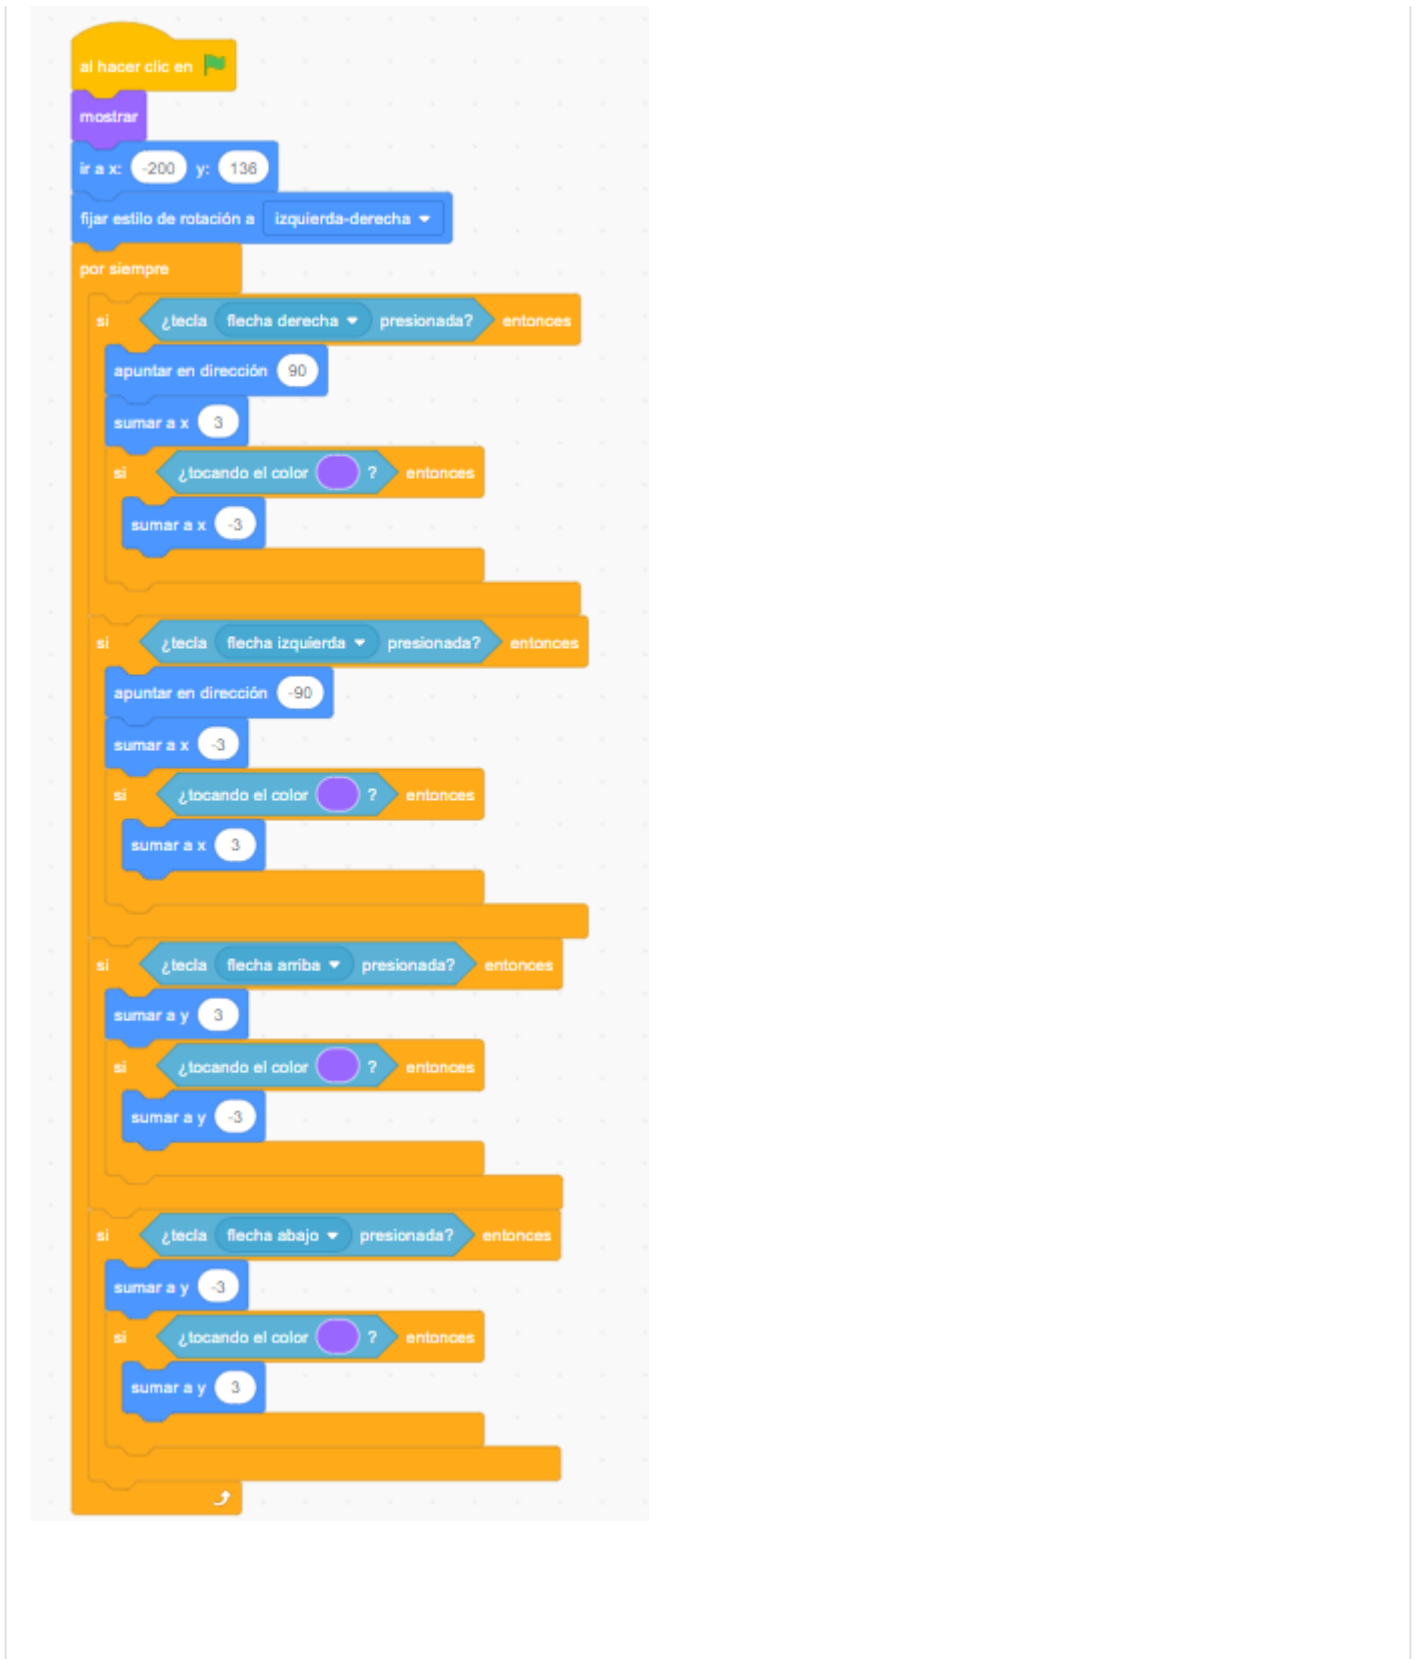 al hacer clic en
mostrar
ir a x: -200 y: 136
fijar estilo de rotación a izquierda-derecha
por siempre
si ¿tecla flecha derecha presionada? entonces
apuntar en dirección 90
sumar a x 3
si ¿tocando el color ? entonces
sumar a x -3
si ¿tecla flecha izquierda presionada? entonces
apuntar en dirección -90
sumar a x -3
si ¿tocando el color ? entonces
sumar a x 3
si ¿tecla flecha arriba presionada? entonces
sumar a y 3
si ¿tocando el color ? entonces
sumar a y -3
si ¿tecla flecha abajo presionada? entonces
sumar a y -3
si ¿tocando el color ? entonces
sumar a y 3